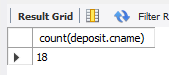 Result Grid Filter R
count(deposit.cname)
18